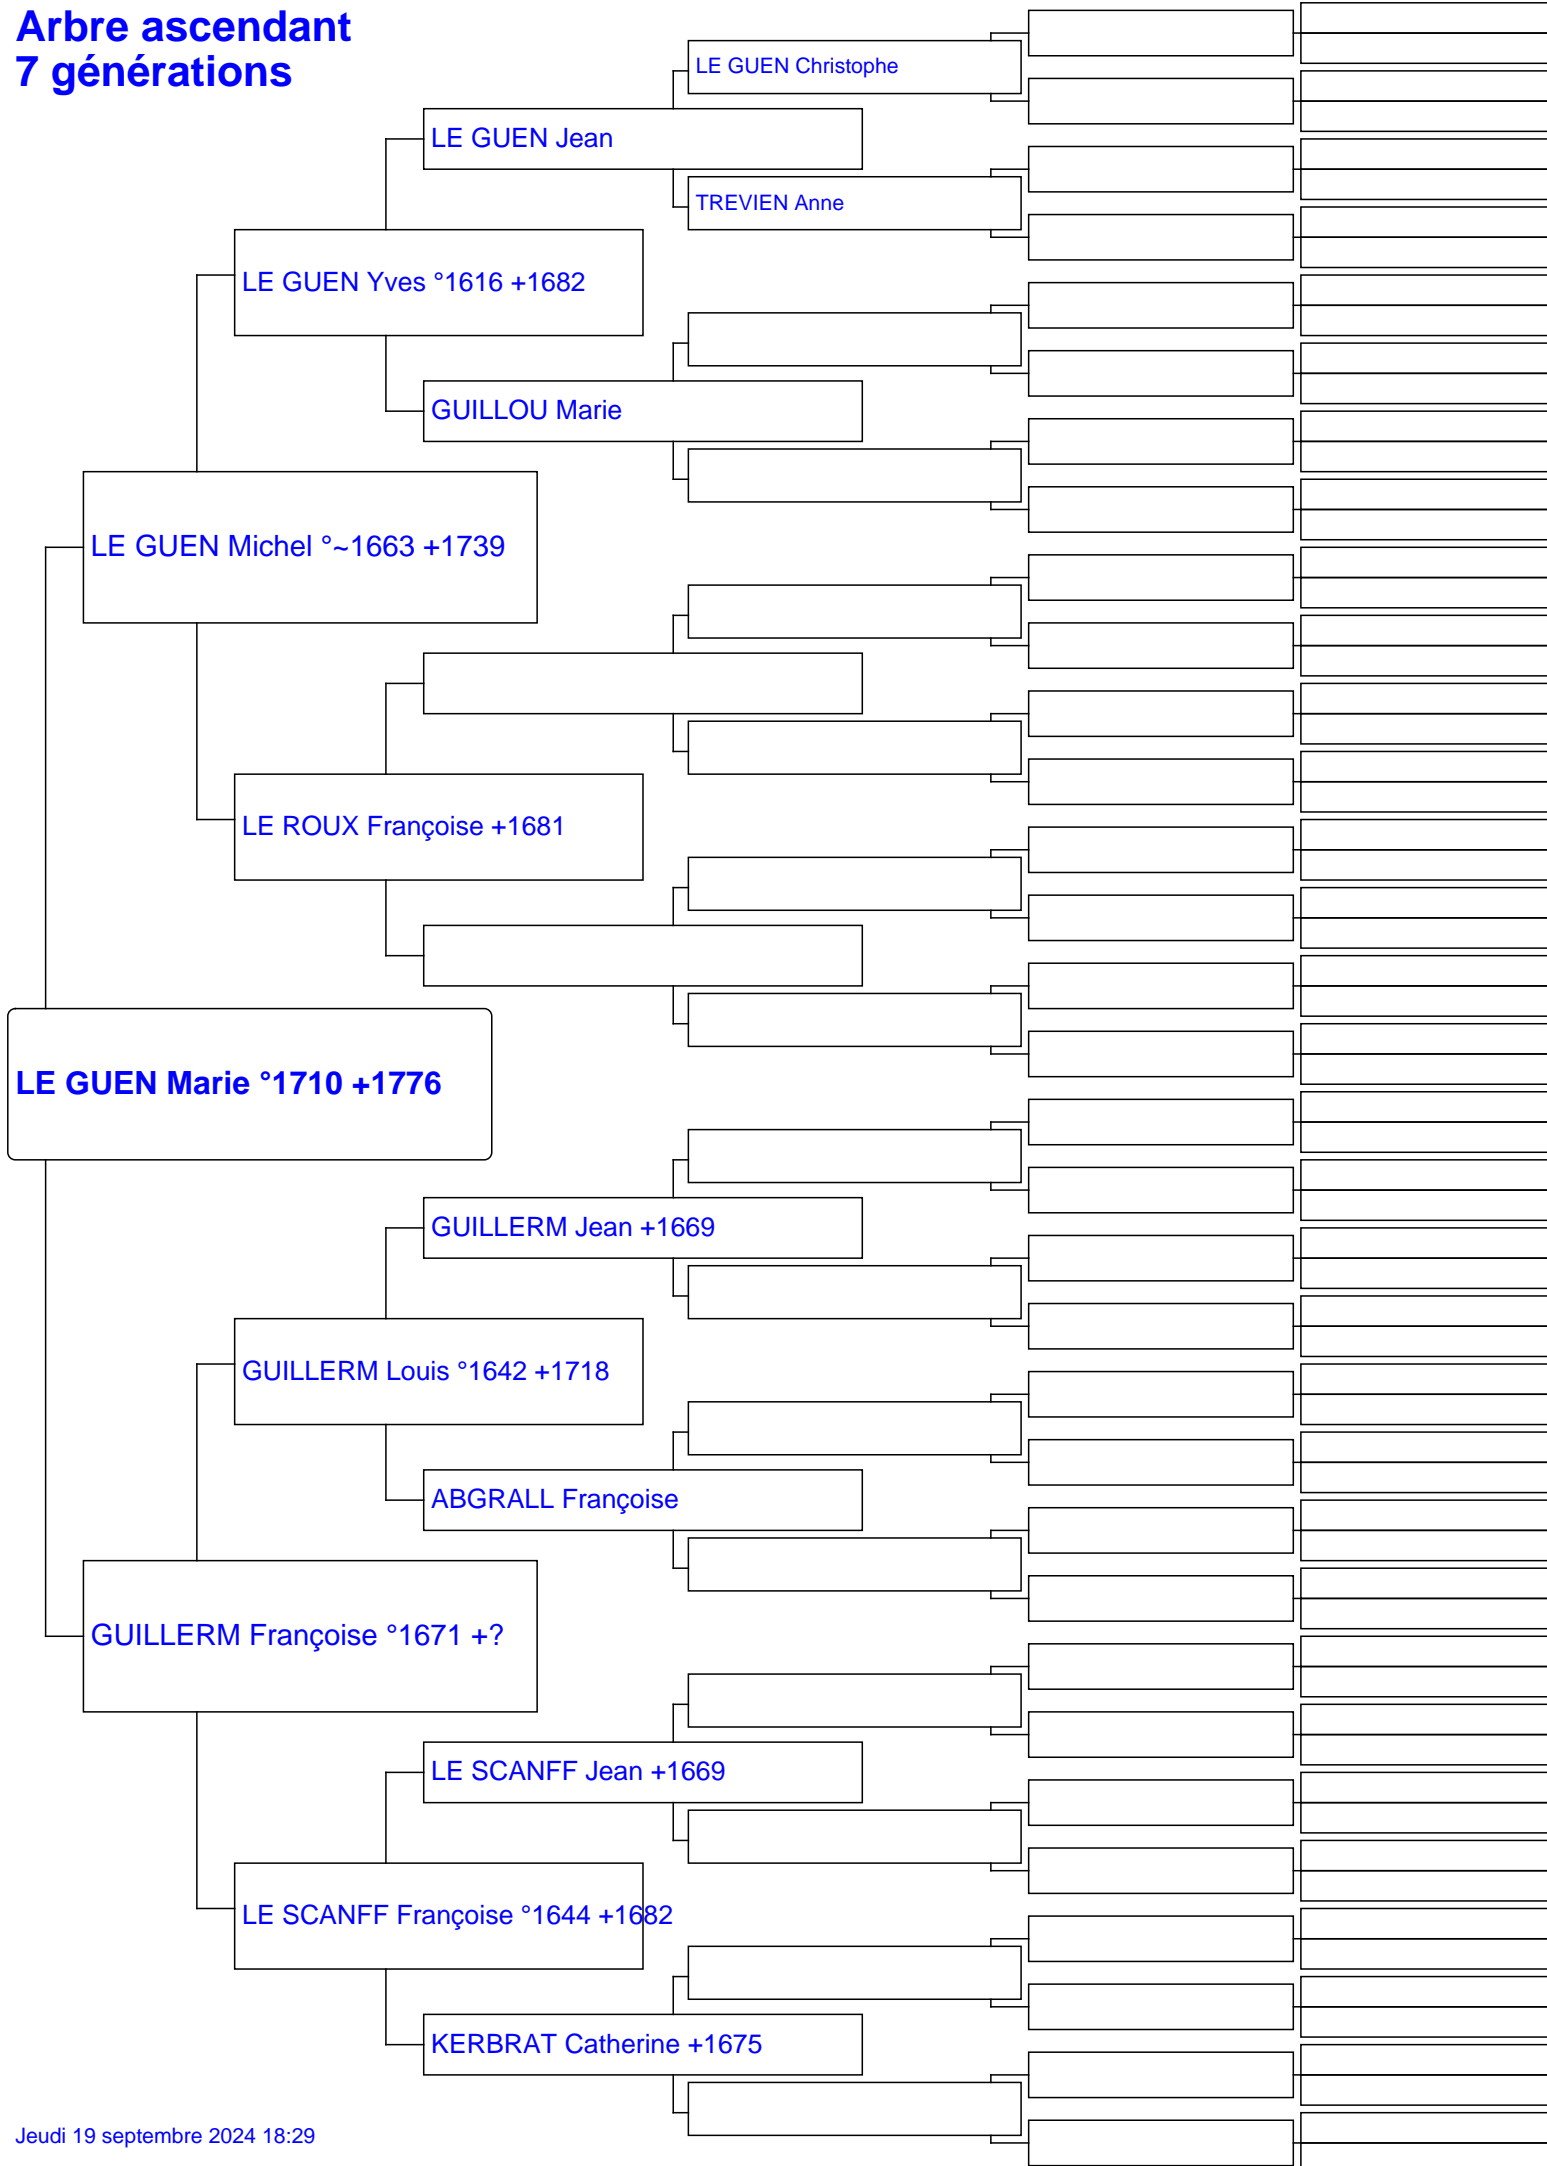 Arbre ascendant
7 générations
LE GUEN Christophe
LE GUEN Jean
TREVIEN Anne
LE GUEN Yves °1616 +1682
GUILLOU Marie
LE GUEN Michel °~1663 +1739
LE ROUX Françoise +1681
LE GUEN Marie °1710 +1776
GUILLERM Jean +1669
GUILLERM Louis °1642 +1718
ABGRALL Françoise
GUILLERM Françoise °1671 +?
LE SCANFF Jean +1669
LE SCANFF Françoise °1644 +1682
KERBRAT Catherine +1675
Jeudi 19 septembre 2024 18:29